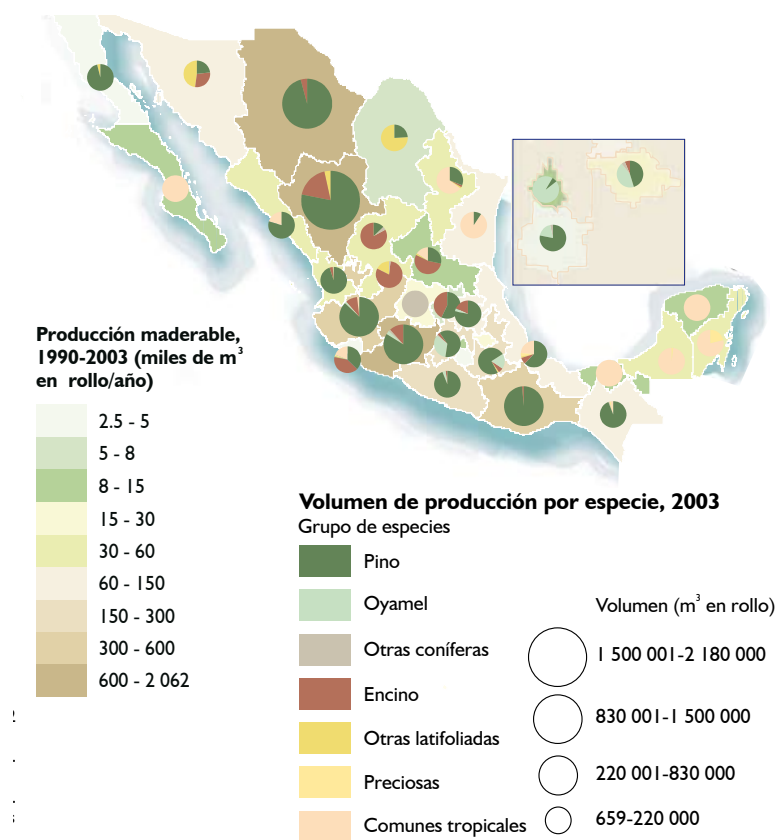 Producción maderable,
1990-2003 (miles de m³
en rollo/año)
2.5 - 5
5 - 8
8 - 15
15 - 30
30 - 60
60 - 150
150 - 300
300 - 600
600 - 2 062
Volumen de producción por especie, 2003
Grupo de especies
Pino
Oyamel
Otras coníferas
Encino
Otras latifoliadas
Preciosas
Comunes tropicales
Volumen (m³ en rollo)
1 500 001-2 180 000
830 001-1 500 000
220 001-830 000
659-220 000